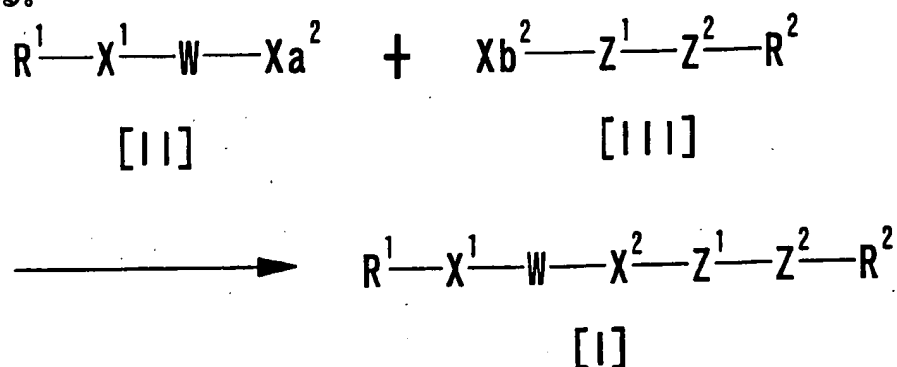 R¹—X¹—W—Xa² + Xb²—Z¹—Z²—R²
[II] [III]
R¹—X¹—W—X²—Z¹—Z²—R²
[I]